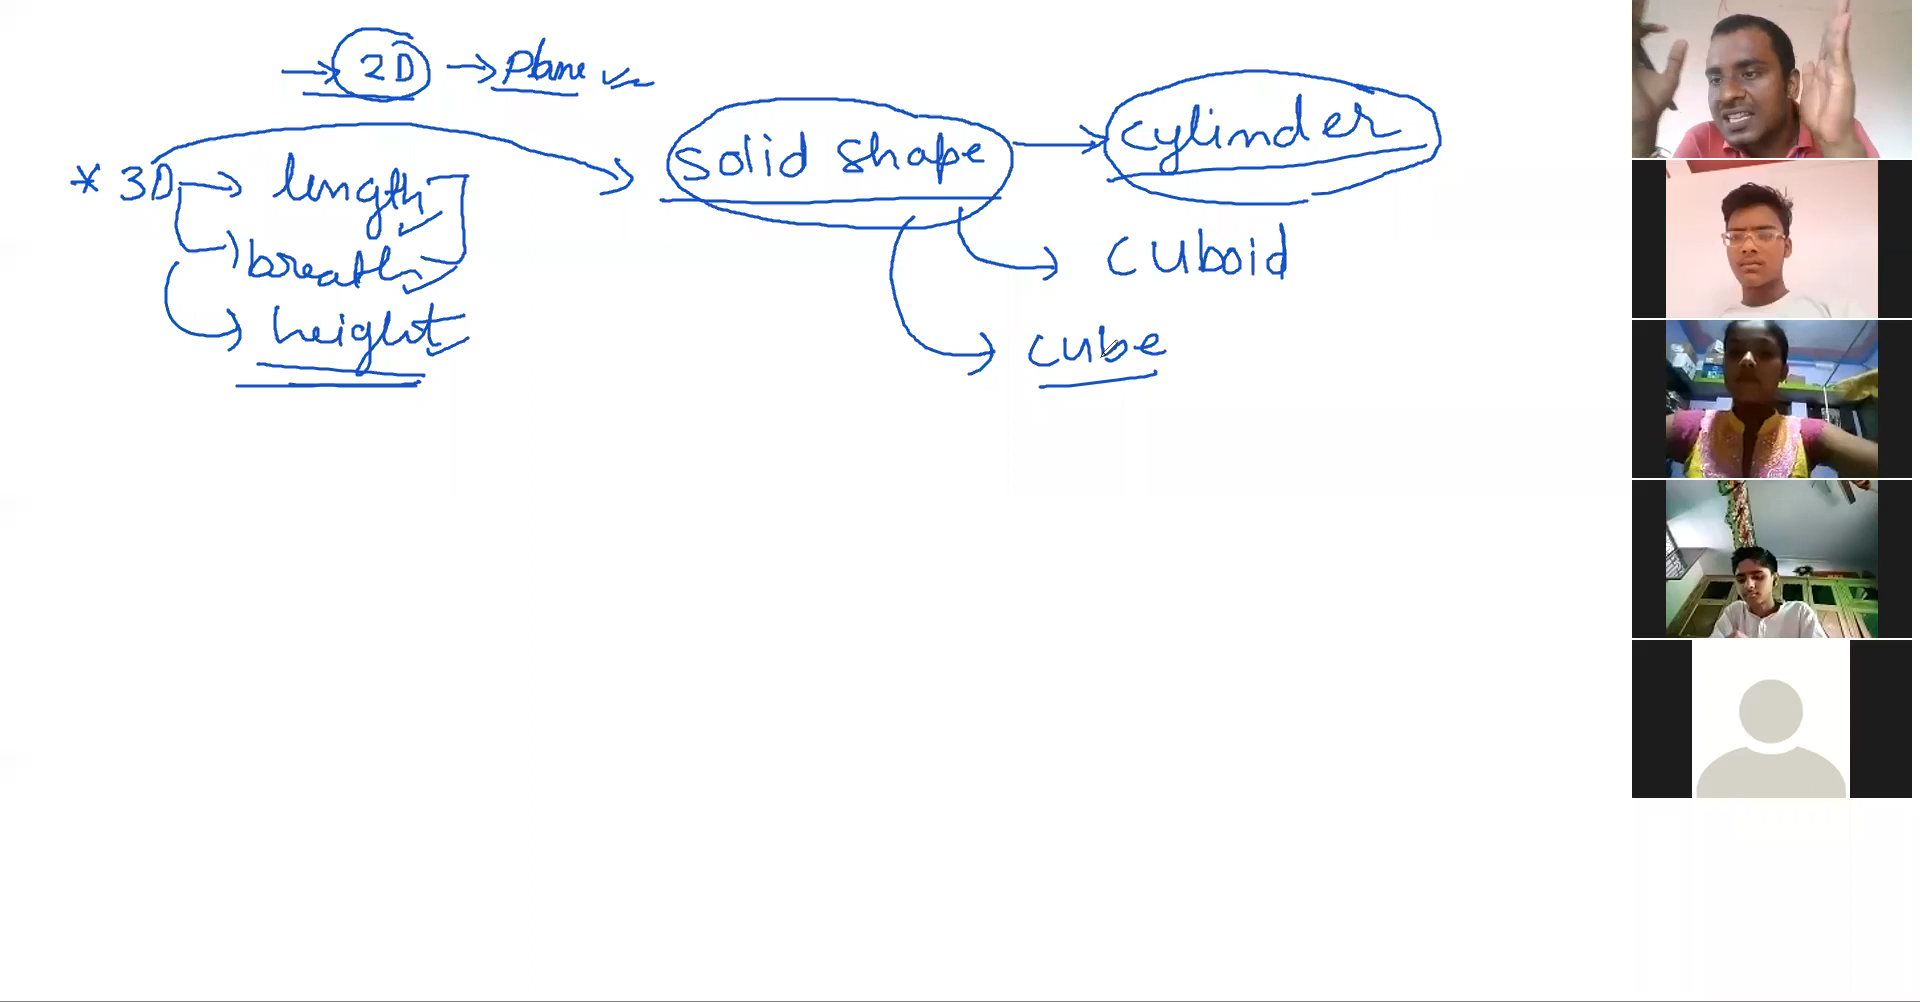 → 2D → Plane
* 3D → length
breath
height
solid shape → cylinder
cuboid
cube